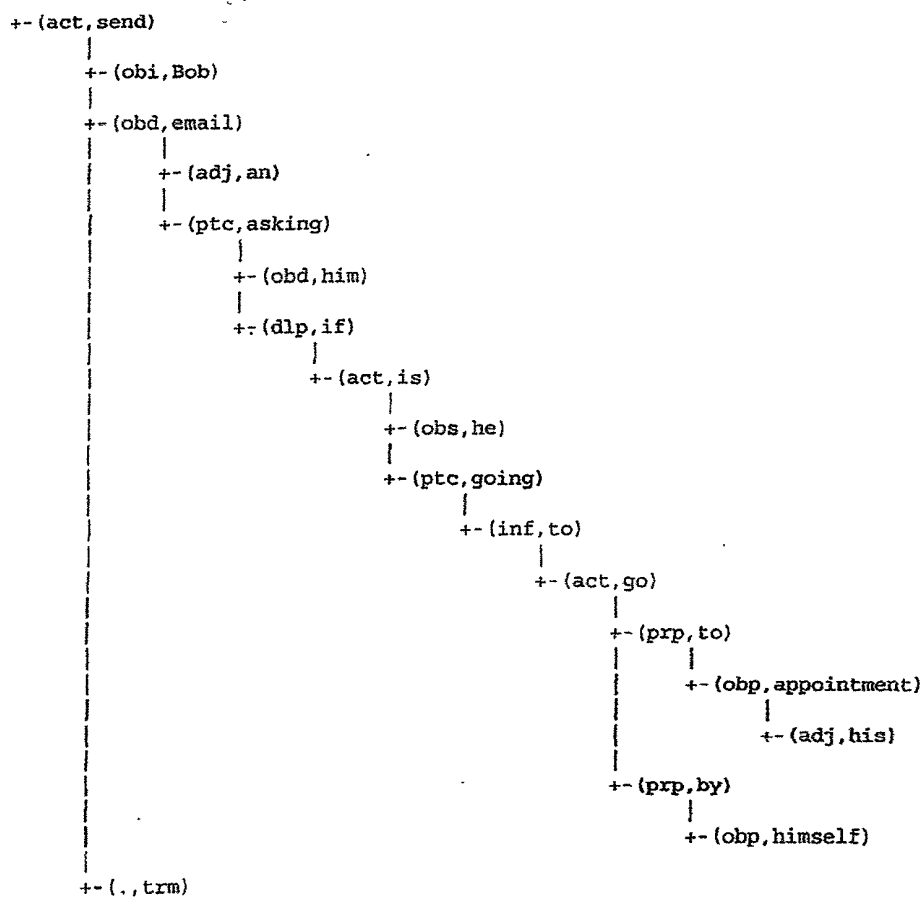 +-(act,send)
+-(obi,Bob)
+-(obd,email)
+-(adj,an)
+-(ptc,asking)
+-(obd,him)
+-(dlp,if)
+-(act,is)
+-(obs,he)
+-(ptc,going)
+-(inf,to)
+-(act,go)
+-(prp,to)
+-(obp,appointment)
+-(adj,his)
+-(prp,by)
+-(obp,himself)
+-(.,trm)